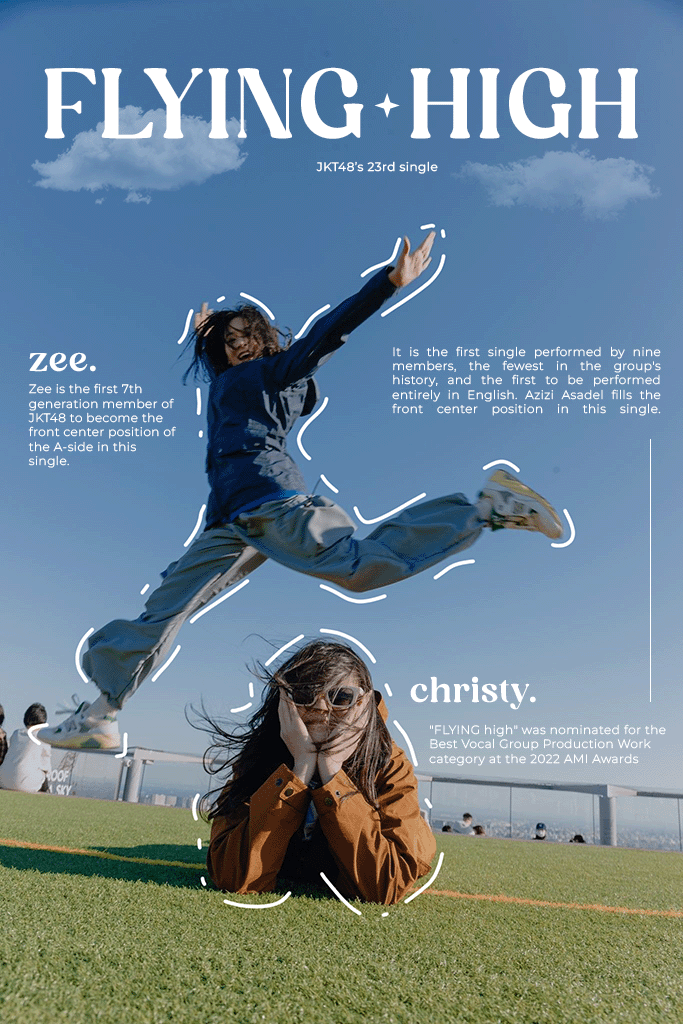 FLYING HIGH
JKT48's 23rd single
zee.
Zee is the first 7th
generation member of
JKT48 to become the
front center position of
the A-side in this
single.
It is the first single performed by nine
members, the fewest in the group's
history, and the first to be performed
entirely in English. Azizi Asadel fills the
front center position in this single.
christy.
"FLYING high" was nominated for the
Best Vocal Group Production Work
category at the 2022 AMI Awards
SKY